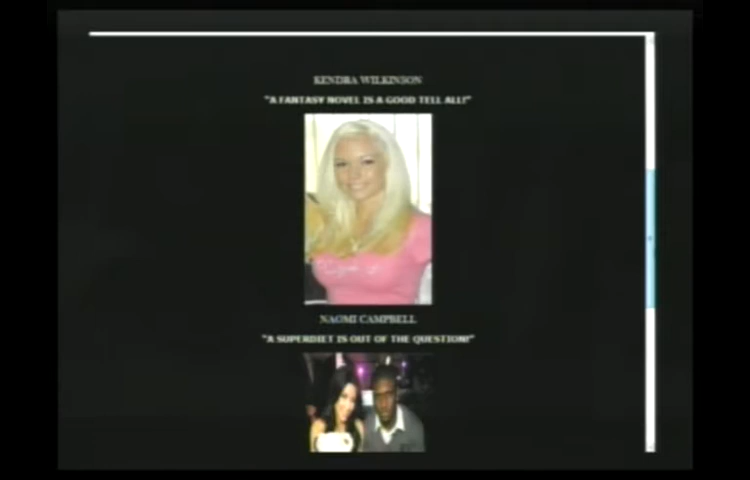 KENDRA WILKINSON
"A FANTASY NOVEL IS A GOOD TELL ALL!"
NAOMI CAMPBELL
"A SUPERDIET IS OUT OF THE QUESTION!"